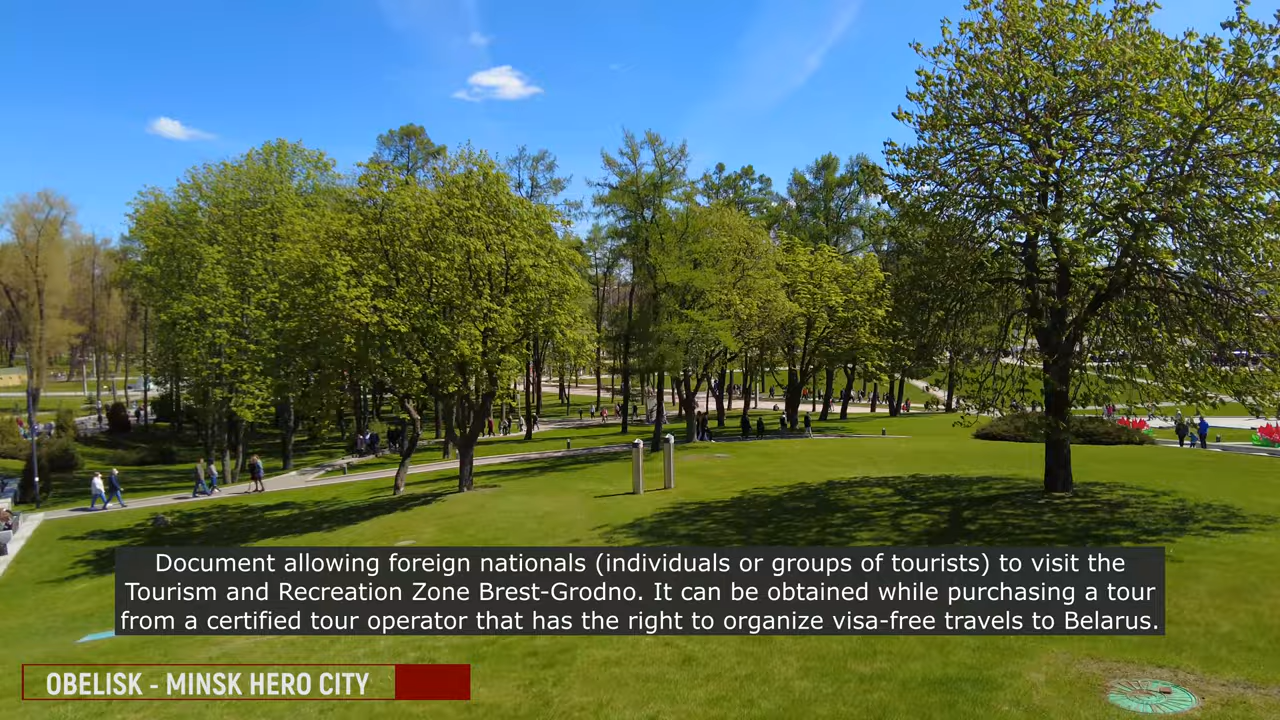 Document allowing foreign nationals (individuals or groups of tourists) to visit the
Tourism and Recreation Zone Brest-Grodno. It can be obtained while purchasing a tour
from a certified tour operator that has the right to organize visa-free travels to Belarus.
OBELISK - MINSK HERO CITY